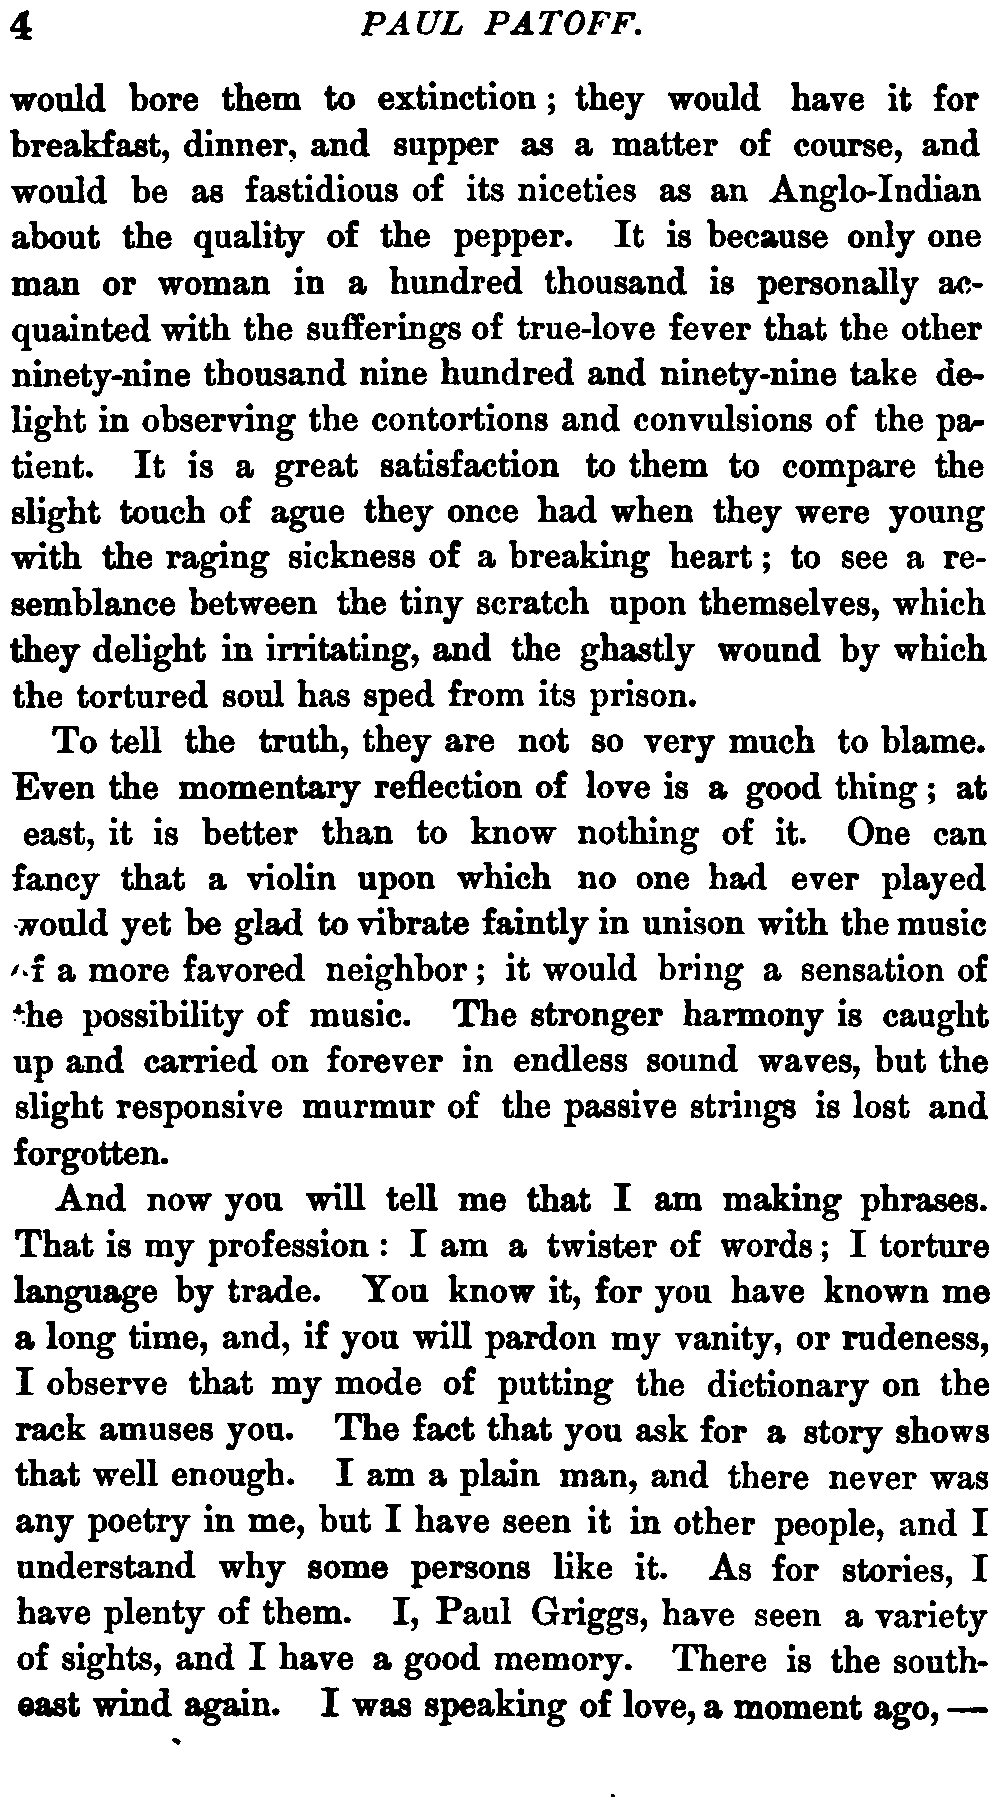 4 PAUL PATOFF.
would bore them to extinction; they would have it for
breakfast, dinner, and supper as a matter of course, and
would be as fastidious of its niceties as an Anglo-Indian
about the quality of the pepper. It is because only one
man or woman in a hundred thousand is personally ac-
quainted with the sufferings of true-love fever that the other
ninety-nine thousand nine hundred and ninety-nine take de-
light in observing the contortions and convulsions of the pa-
tient. It is a great satisfaction to them to compare the
slight touch of ague they once had when they were young
with the raging sickness of a breaking heart; to see a re-
semblance between the tiny scratch upon themselves, which
they delight in irritating, and the ghastly wound by which
the tortured soul has sped from its prison.
To tell the truth, they are not so very much to blame.
Even the momentary reflection of love is a good thing; at
east, it is better than to know nothing of it. One can
fancy that a violin upon which no one had ever played
would yet be glad to vibrate faintly in unison with the music
of a more favored neighbor; it would bring a sensation of
the possibility of music. The stronger harmony is caught
up and carried on forever in endless sound waves, but the
slight responsive murmur of the passive strings is lost and
forgotten.
And now you will tell me that I am making phrases.
That is my profession: I am a twister of words; I torture
language by trade. You know it, for you have known me
a long time, and, if you will pardon my vanity, or rudeness,
I observe that my mode of putting the dictionary on the
rack amuses you. The fact that you ask for a story shows
that well enough. I am a plain man, and there never was
any poetry in me, but I have seen it in other people, and I
understand why some persons like it. As for stories, I
have plenty of them. I, Paul Griggs, have seen a variety
of sights, and I have a good memory. There is the south-
east wind again. I was speaking of love, a moment ago, —